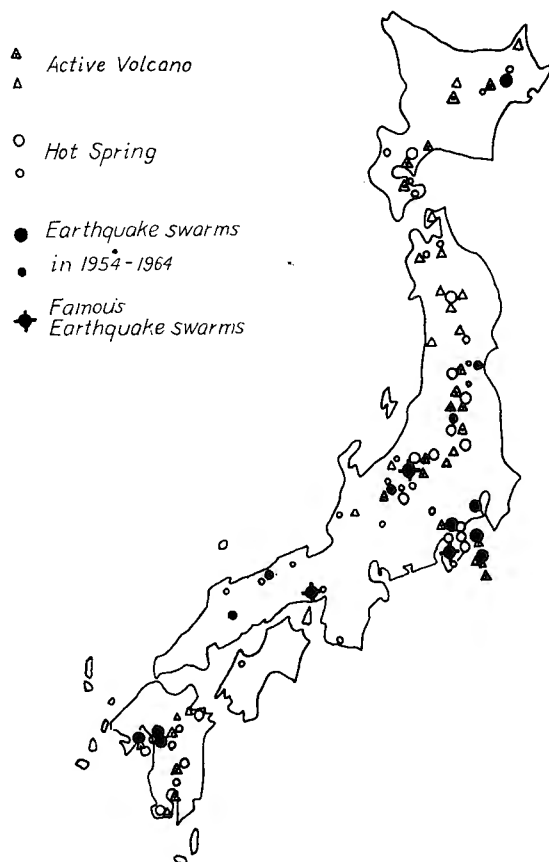 Active Volcano
Hot Spring
Earthquake swarms
in 1954-1964
Famous
Earthquake swarms